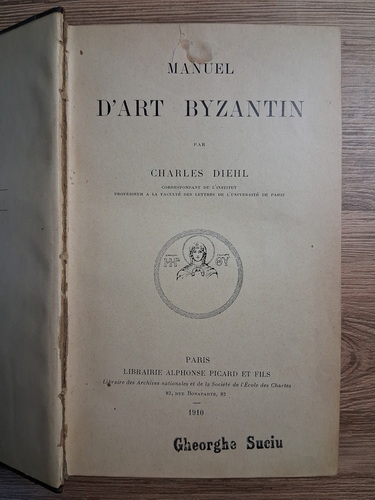 MANUEL
D'ART BYZANTIN
PAR
CHARLES DIEHL
CORRESPONDANT DE L'INSTITUT
PROFESSEUR A LA FACULTÉ DES LETTRES DE L'UNIVERSITÉ DE PARIS
PARIS
LIBRAIRIE ALPHONSE PICARD ET FILS
Libraire des Archives nationales et de la Société de l'École des Chartes
82, RUE BONAPARTE, 82
1910
Gheorghe Suciu